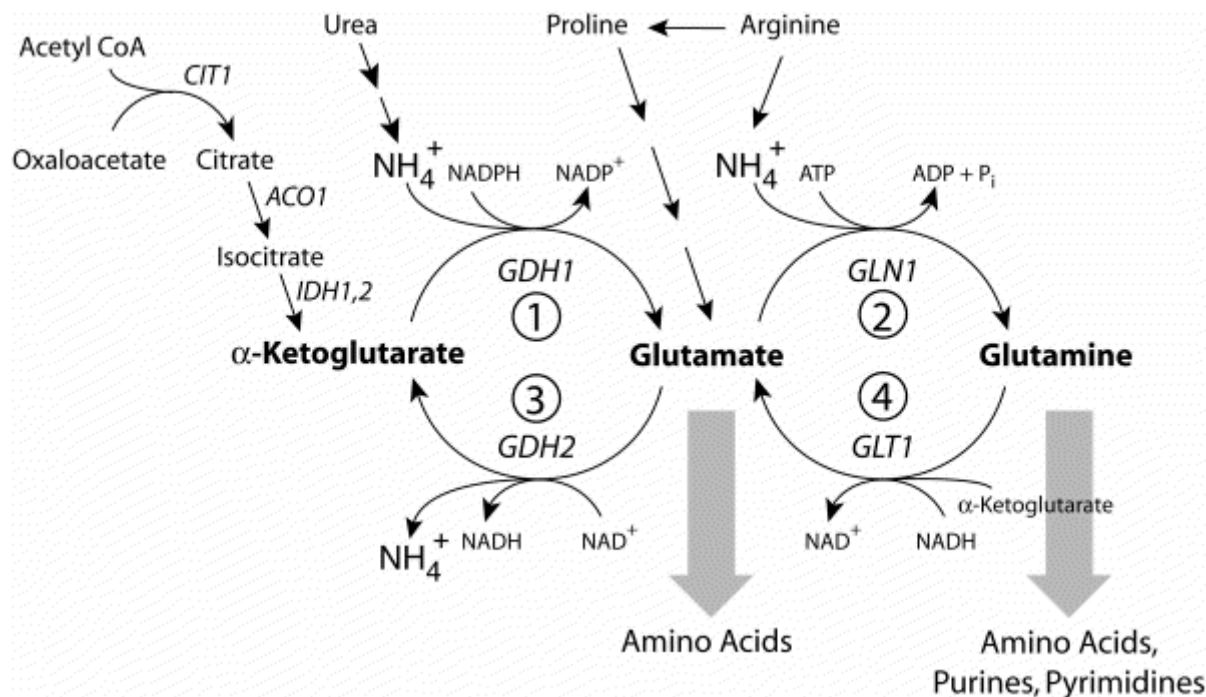 Urea
Proline
Arginine
Acetyl CoA
CIT1
Oxaloacetate
Citrate
NH₄⁺
NADPH
NADP⁺
NH₄⁺
ATP
ADP + Pᵢ
ACO1
Isocitrate
IDH1,2
GDH1
GLN1
1
2
α-Ketoglutarate
Glutamate
Glutamine
3
4
GDH2
GLT1
α-Ketoglutarate
NH₄⁺
NADH
NAD⁺
NAD⁺
NADH
Amino Acids
Amino Acids,
Purines, Pyrimidines